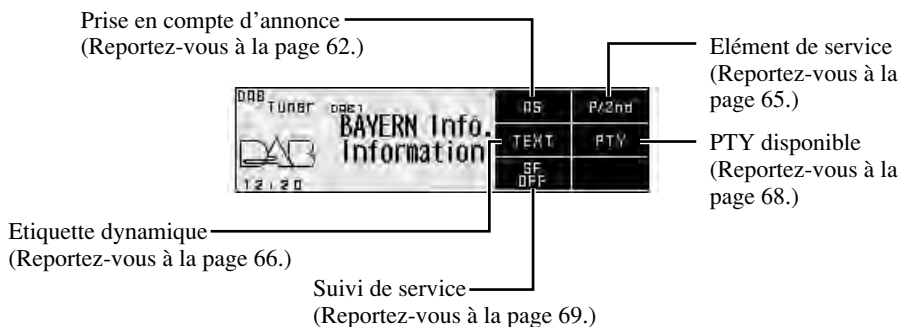 Prise en compte d’annonce
(Reportez-vous à la page 62.)
Elément de service
(Reportez-vous à la
page 65.)
DAB
Tuner
DAB1
BAYERN Info.
Information
DAB
12:20
AS
P/2nd
TEXT
PTY
SF
OFF
PTY disponible
(Reportez-vous à la
page 68.)
Etiquette dynamique
(Reportez-vous à la page 66.)
Suivi de service
(Reportez-vous à la page 69.)